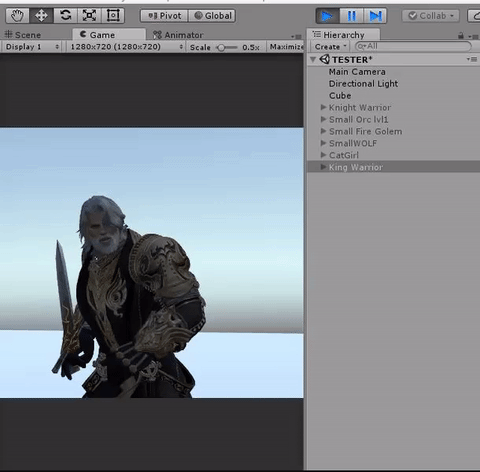 Pivot Global Collab
Scene Game Animator
Display 1 1280x720 (1280x720) Scale 0.5x Maximize
Hierarchy
Create All
TESTER*
Main Camera
Directional Light
Cube
Knight Warrior
Small Orc lvl1
Small Fire Golem
SmallWOLF
CatGirl
King Warrior